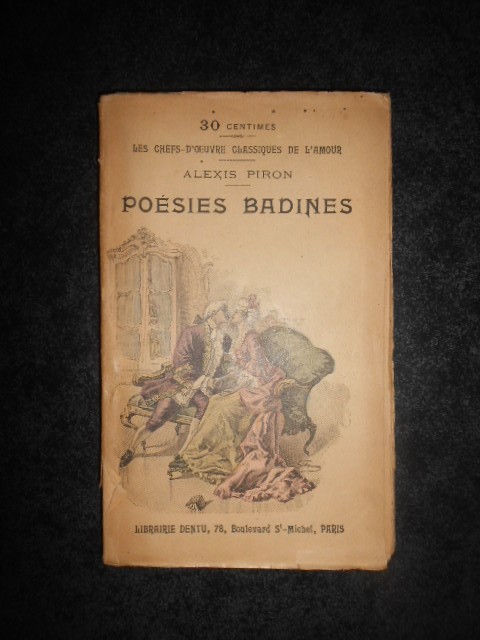 30 CENTIMES
LES CHEFS-D'ŒUVRE CLASSIQUES DE L'AMOUR
ALEXIS PIRON
POÉSIES BADINES
LIBRAIRIE DENTU, 78, Boulevard St-Michel, PARIS